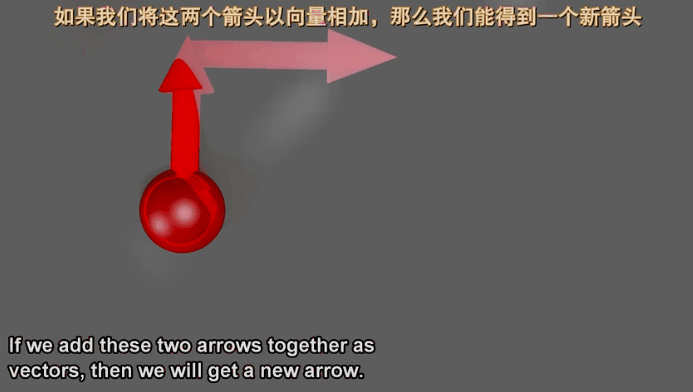 如果我们将这两个箭头以向量相加，那么我们能得到一个新箭头
If we add these two arrows together as
vectors, then we will get a new arrow.